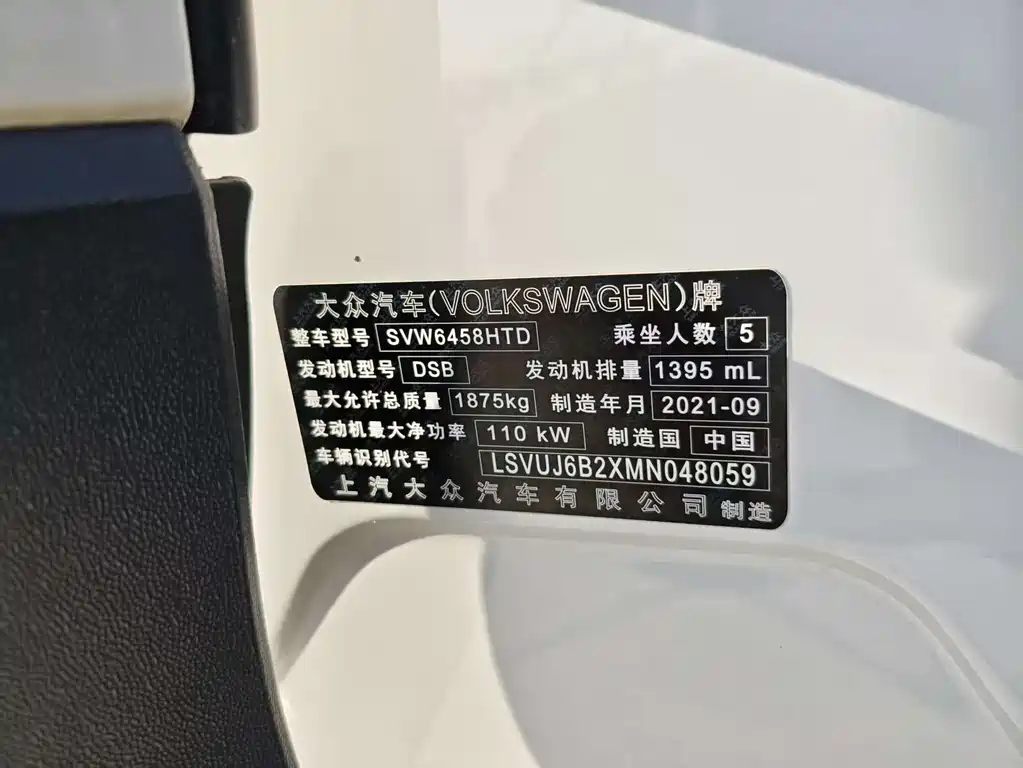 大众汽车(VOLKSWAGEN)牌
整车型号 SVW6458HTD 乘坐人数 5
发动机型号 DSB 发动机排量 1395 mL
最大允许总质量 1875kg 制造年月 2021-09
发动机最大净功率 110 kW 制造国 中国
车辆识别代号 LSVUJ6B2XMN048059
上汽大众汽车有限公司 制造